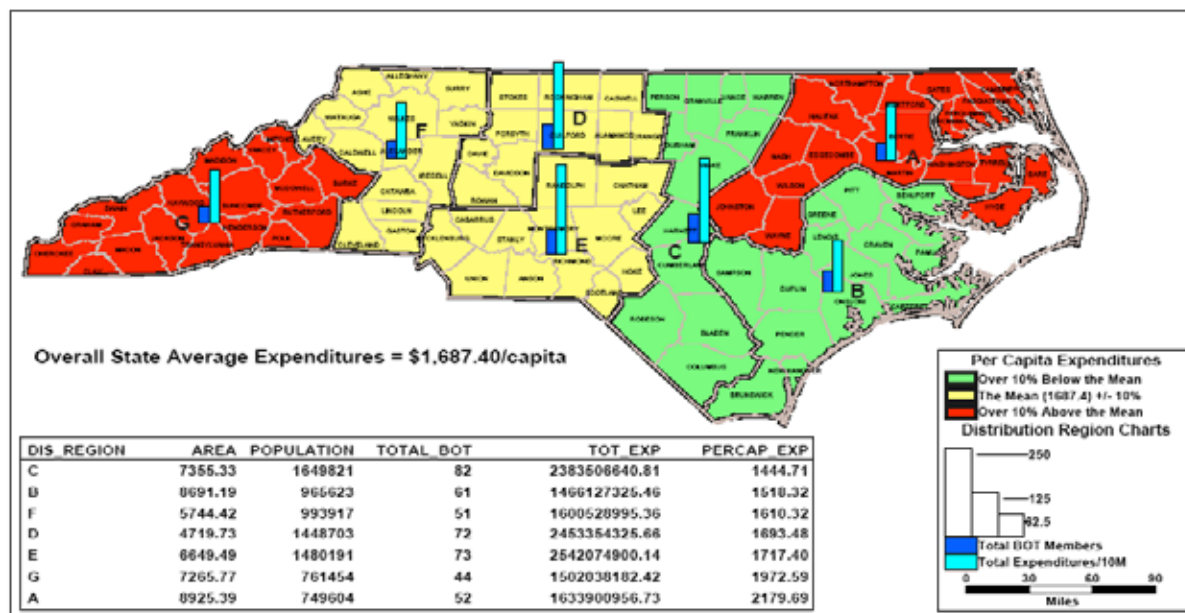 ALLEGHANY
ASHE
SURRY
WATAUGA
WILKES
YADKIN
AVERY
CALDWELL
ALEXANDER
IREDELL
CATAWBA
LINCOLN
GASTON
CLEVELAND
F
STOKES
ROCKINGHAM
CASWELL
FORSYTH
GUILFORD
ALAMANCE
ORANGE
DAVIE
DAVIDSON
ROWAN
D
RANDOLPH
CHATHAM
LEE
CABARRUS
MECKLENBURG
STANLY
MONTGOMERY
MOORE
RICHMOND
UNION
ANSON
HOKE
SCOTLAND
E
PERSON
GRANVILLE
VANCE
WARREN
FRANKLIN
DURHAM
WAKE
HARNETT
CUMBERLAND
ROBESON
BLADEN
COLUMBUS
BRUNSWICK
C
NORTHAMPTON
GATES
HERTFORD
HALIFAX
BERTIE
NASH
EDGECOMBE
MARTIN
WASHINGTON
TYRRELL
DARE
HYDE
WILSON
JOHNSTON
WAYNE
A
PITT
BEAUFORT
GREENE
LENOIR
CRAVEN
JONES
SAMPSON
DUPLIN
ONSLOW
CARTERET
PENDER
NEW HANOVER
B
MADISON
YANCEY
MITCHELL
MCDOWELL
BURKE
HAYWOOD
BUNCOMBE
RUTHERFORD
SWAIN
GRAHAM
JACKSON
HENDERSON
POLK
TRANSYLVANIA
CHEROKEE
MACON
CLAY
G
Overall State Average Expenditures = $1,687.40/capita
Per Capita Expenditures
Over 10% Below the Mean
The Mean (1687.4) +/- 10%
Over 10% Above the Mean
Distribution Region Charts
250
125
62.5
Total BOT Members
Total Expenditures/10M
0 30 60 90
Miles
DIS_REGION AREA POPULATION TOTAL_BOT TOT_EXP PERCAP_EXP
C 7355.33 1649821 82 2383506640.81 1444.71
B 8691.19 965623 61 1466127325.46 1518.32
F 5744.42 993917 51 1600528995.36 1610.32
D 4719.73 1448703 72 2453354325.66 1693.48
E 6649.49 1480191 73 2542074900.14 1717.40
G 7265.77 761454 44 1502038182.42 1972.59
A 8925.39 749604 52 1633900956.73 2179.69